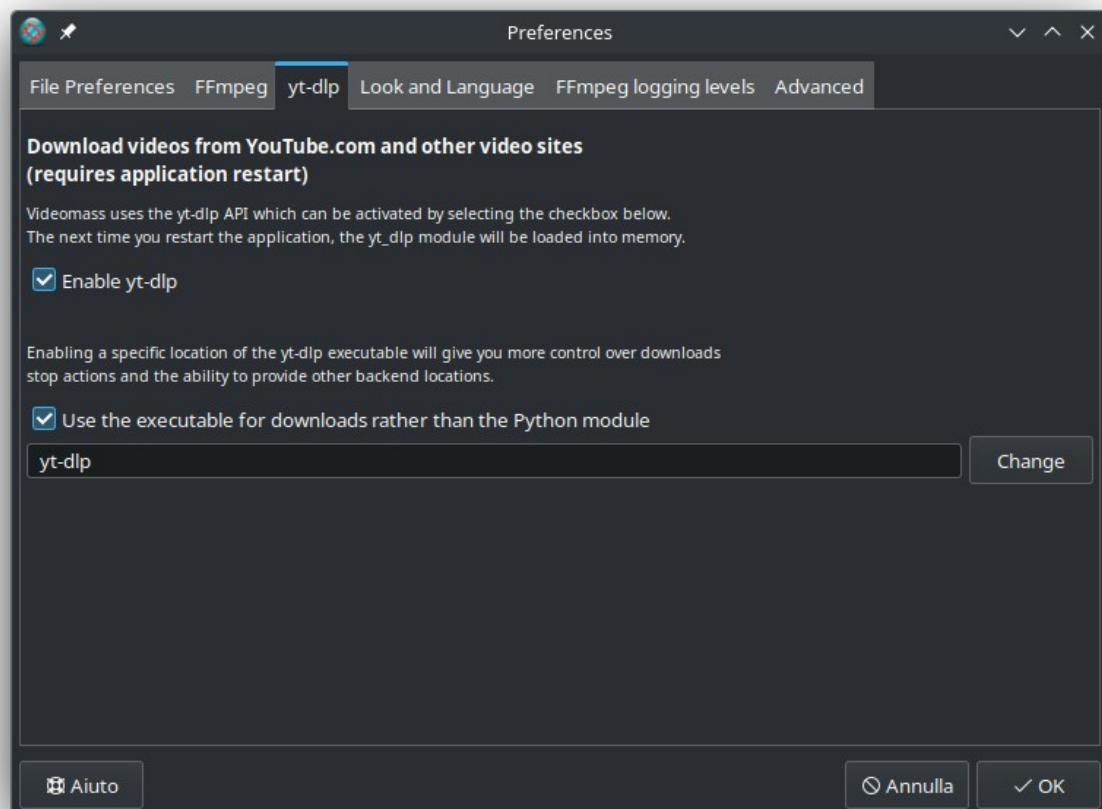 Preferences
File Preferences FFmpeg yt-dlp Look and Language FFmpeg logging levels Advanced
Download videos from YouTube.com and other video sites
(requires application restart)
Videomass uses the yt-dlp API which can be activated by selecting the checkbox below.
The next time you restart the application, the yt_dlp module will be loaded into memory.
Enable yt-dlp
Enabling a specific location of the yt-dlp executable will give you more control over downloads
stop actions and the ability to provide other backend locations.
Use the executable for downloads rather than the Python module
yt-dlp Change
Aiuto Annulla OK